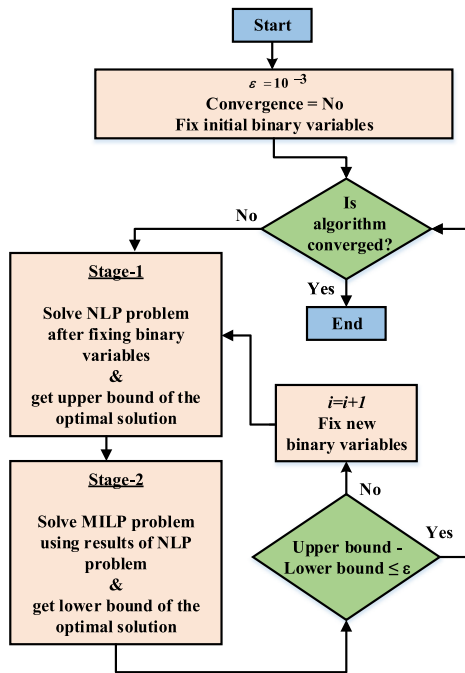 Start
ε = 10⁻³
Convergence = No
Fix initial binary variables
Is
algorithm
converged?
No
Yes
End
Stage-1
Solve NLP problem
after fixing binary
variables
&
get upper bound of the
optimal solution
i=i+1
Fix new
binary variables
Stage-2
Solve MILP problem
using results of NLP
problem
&
get lower bound of the
optimal solution
No
Yes
Upper bound -
Lower bound ≤ ε